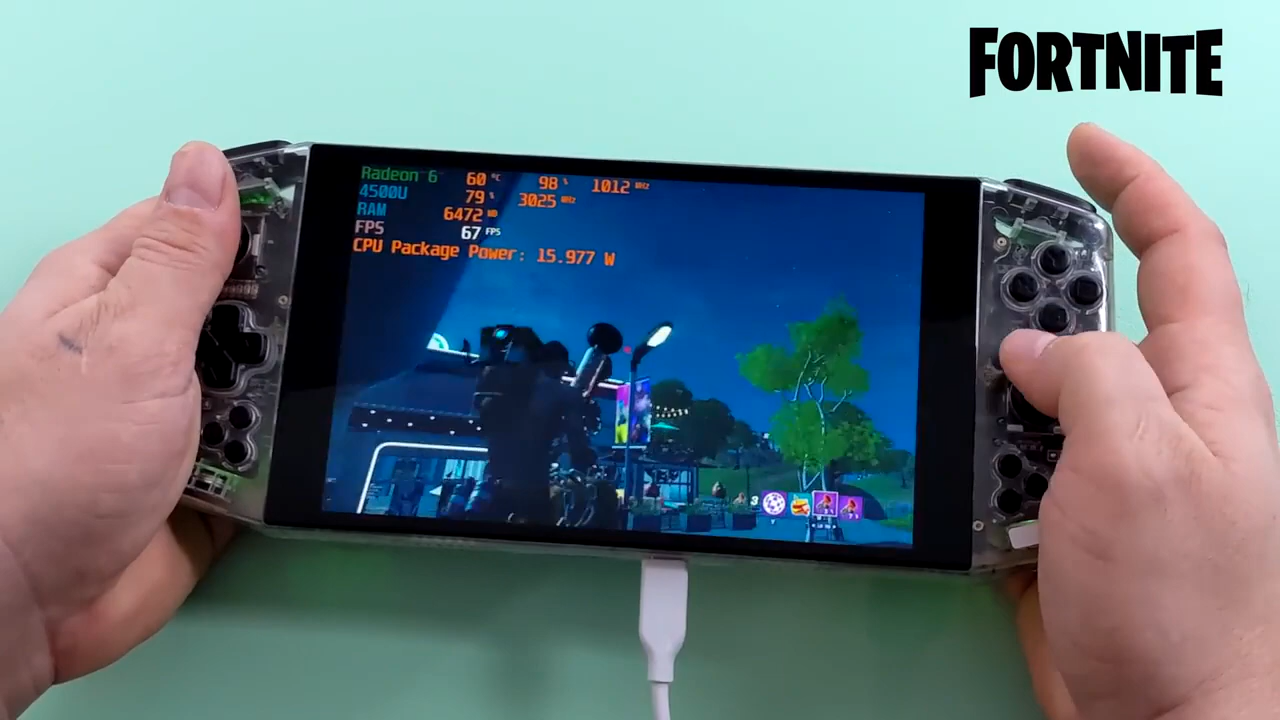 FORTNITE
Radeon 6 60 °C 98 % 1012 MHz
4500U 79 % 3025 MHz
RAM 6472 MB
FPS 67 FPS
CPU Package Power: 15.977 W
3